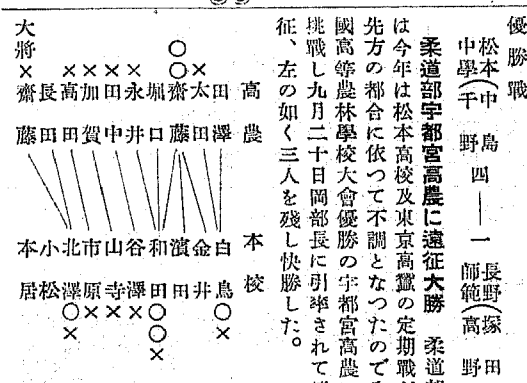 優勝戰
松本中學(中島 千野 四——一 長野師範(塚田 高野
柔道部宇都宮高農に遠征大勝 柔道
は今年は松本高校及東京高蠶の定期戰
先方の都合に依つて不調となつたので
國高等農林學校大會優勝の宇都宮高農
挑戰し九月二十日岡部長に引率されて
征、左の如く三人を殘し快勝した。
高農 本校
田澤 白鳥○×
×太田 金井
○○齋藤 濱田
堀口 和田○○×
×永井 谷澤×
×田中 山寺×
×加賀 市原×
×高田 北澤○×
長田 小松
大將×齋藤 本居